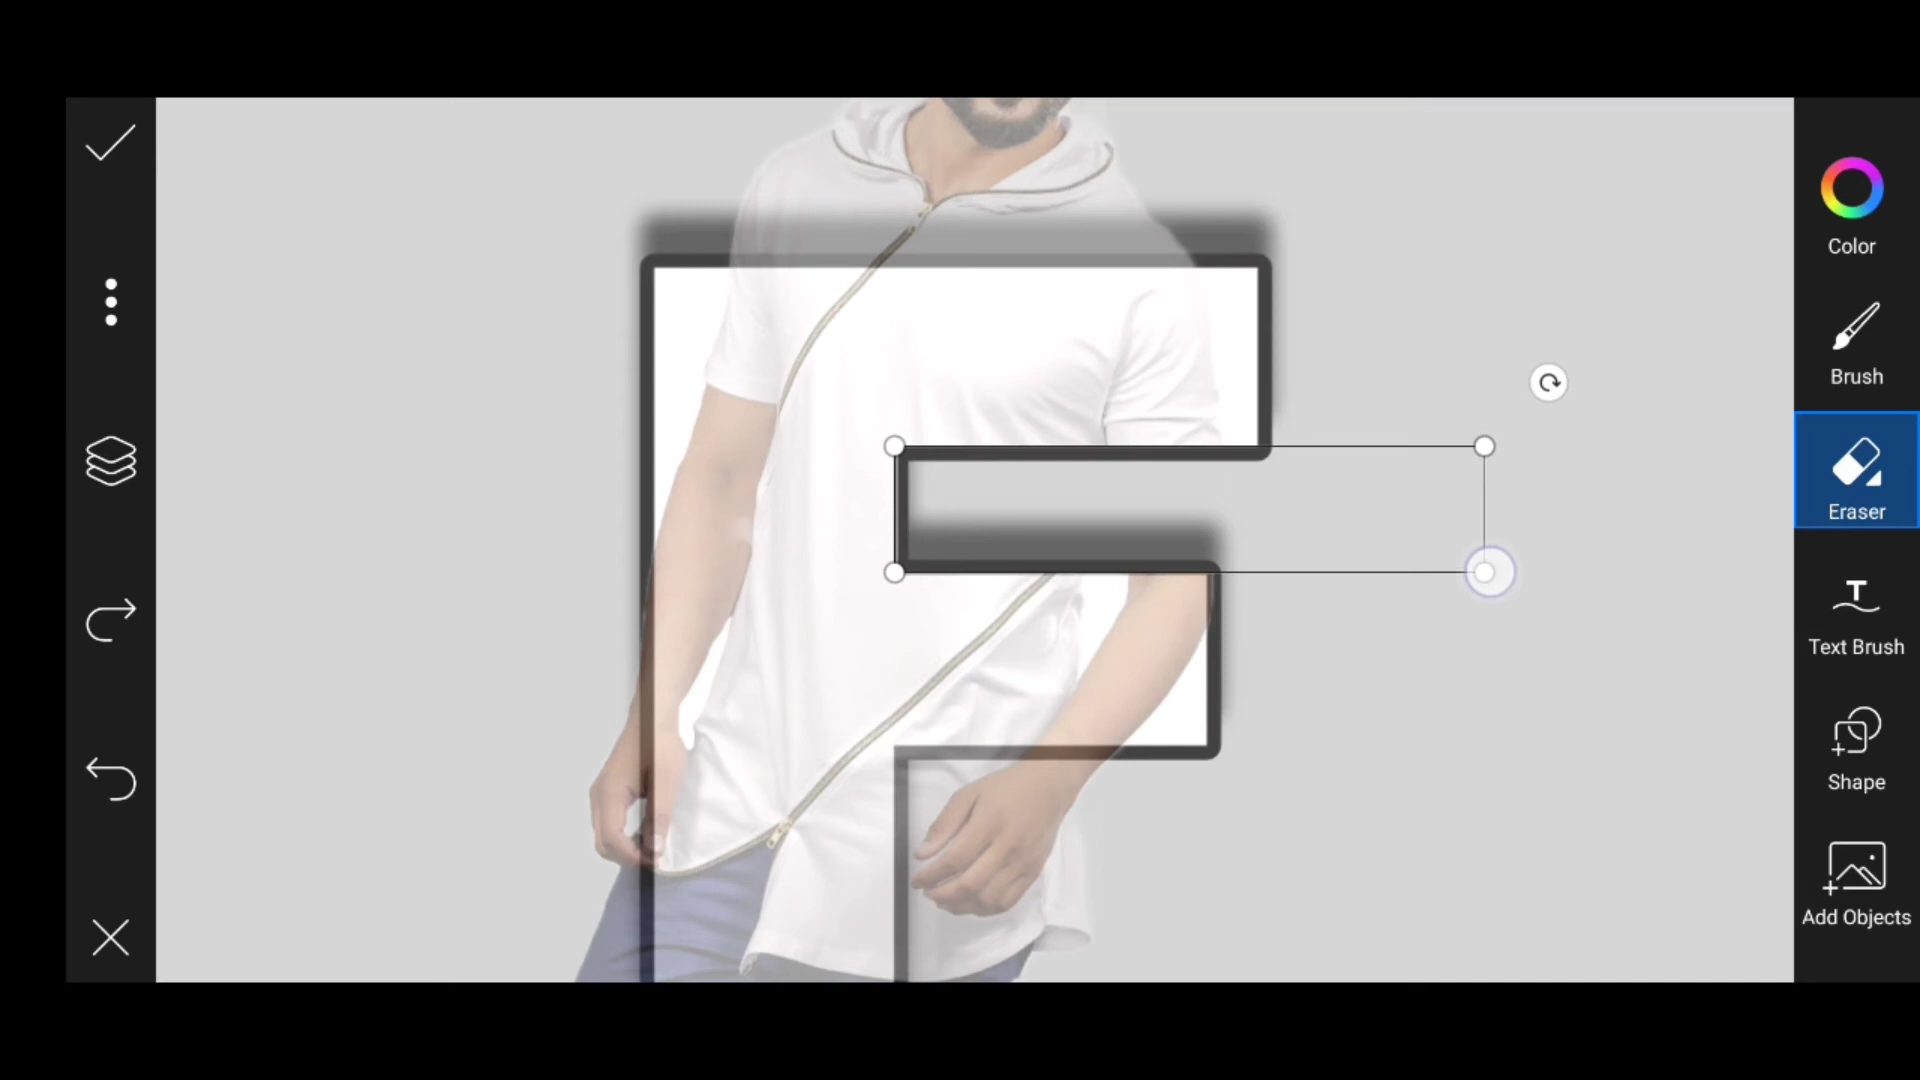 F
Color
Brush
Eraser
Text Brush
Shape
Add Objects